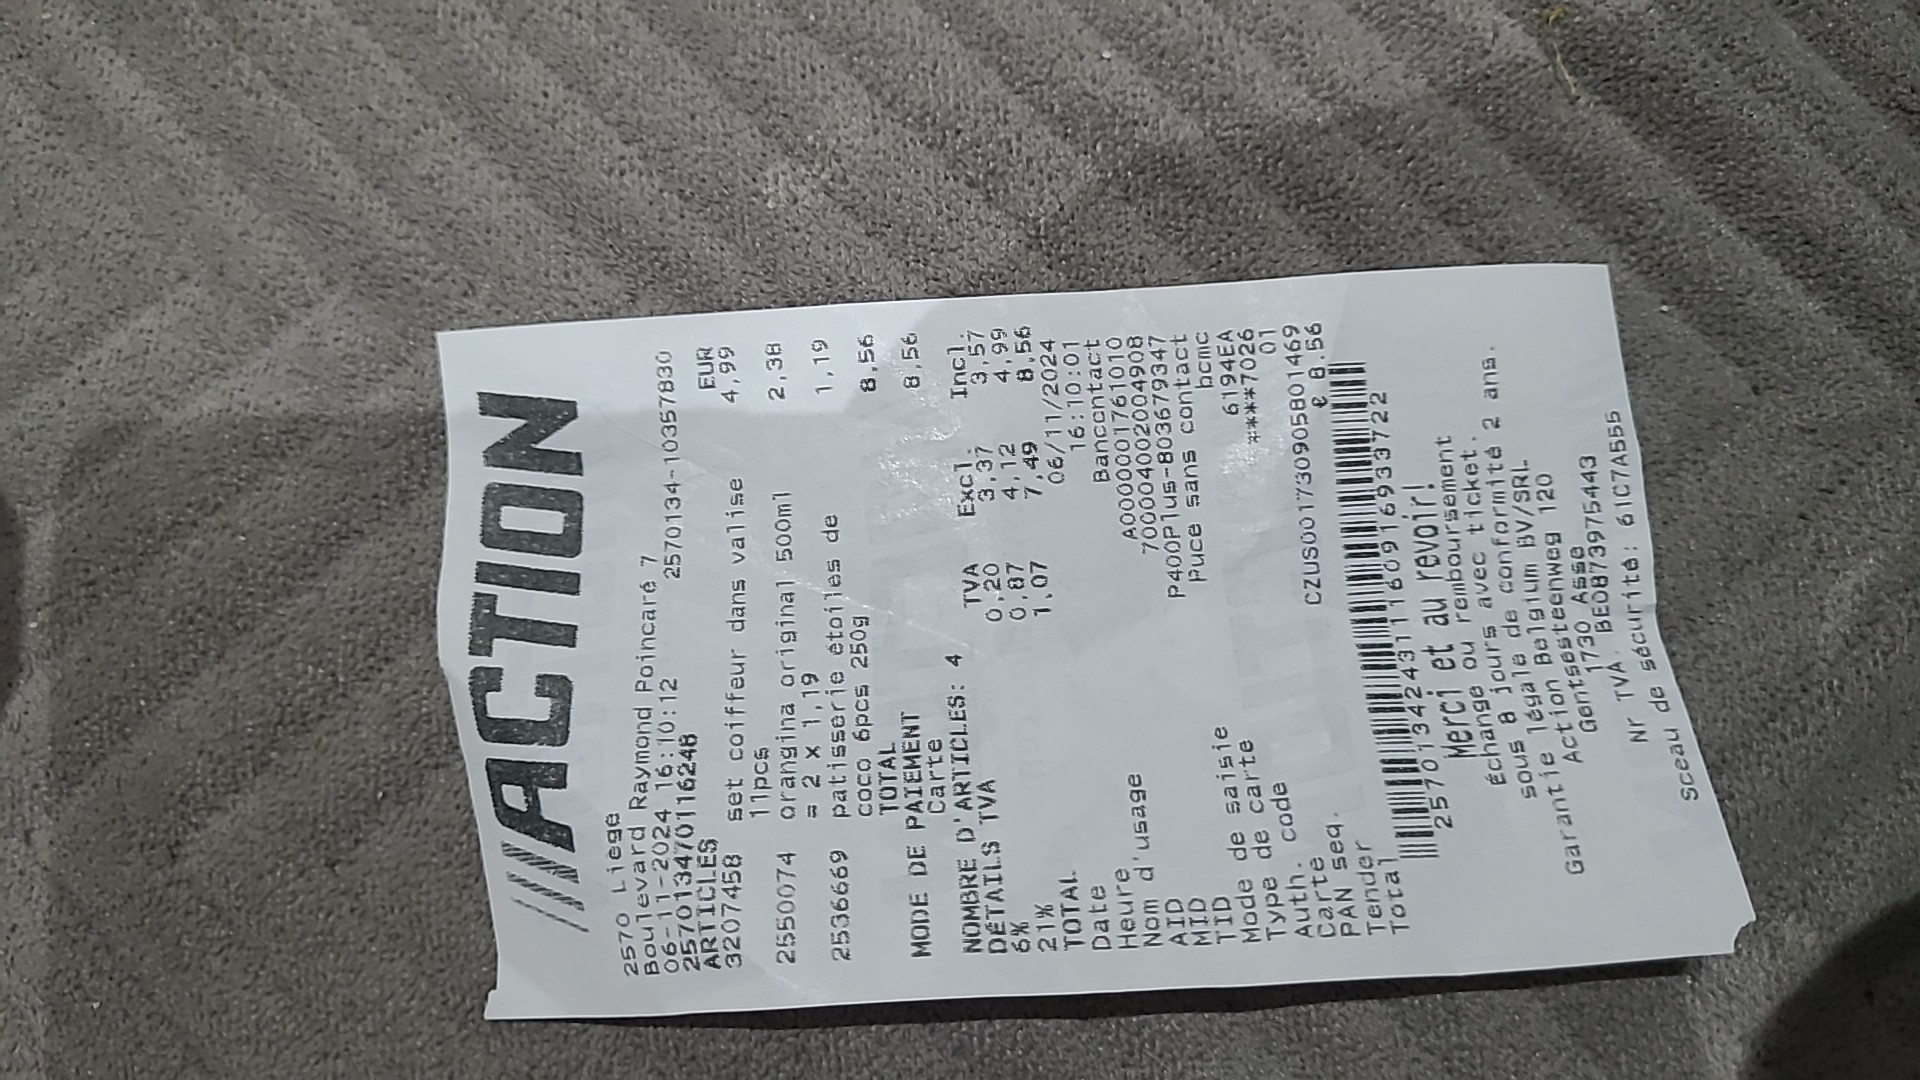 ///ACTION
2570 Liege
Boulevard Raymond Poincaré 7
06-11-2024 16:10:12 2570134-10357830
257013470116248
ARTICLES EUR
3207458 set coiffeur dans valise 4,99
11pcs
2550074 orangina original 500ml 2,38
= 2 x 1,19
2536669 patisserie étoiles de 1,19
coco 6pcs 250g
TOTAL 8,56
MODE DE PAIEMENT
Carte 8,56
NOMBRE D'ARTICLES: 4
DÉTAILS TVA TVA Excl. Incl.
6% 0,20 3,37 3,57
21% 0,87 4,12 4,99
TOTAL 1,07 7,49 8,56
Date 06/11/2024
Heure 16:10:01
Nom d'usage Bancontact
AID A0000001761010
MID 700004002004908
TID P400Plus-803679347
Mode de saisie Puce sans contact
Type de carte bcmc
Auth. code 6194EA
Carte ****7026
PAN seq. 01
Tender CZUS001730905801469
Total € 8.56
257013424311160916933722
Merci et au revoir!
Échange ou remboursement
sous 8 jours avec ticket.
Garantie légale de conformité 2 ans.
Action Belgium BV/SRL
Gentsesteenweg 120
1730 Asse
Nr TVA. BE0873975443
Sceau de sécurité: 61C7A555